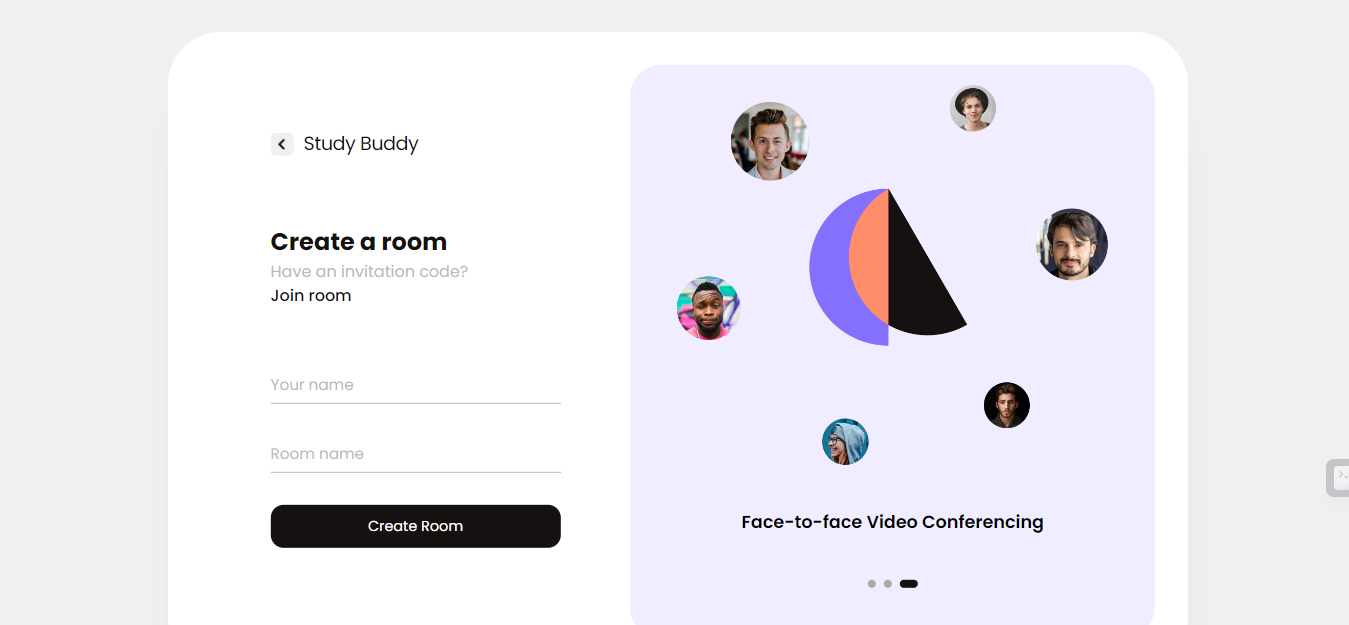 Study Buddy
Create a room
Have an invitation code?
Join room
Your name
Room name
Create Room
Face-to-face Video Conferencing